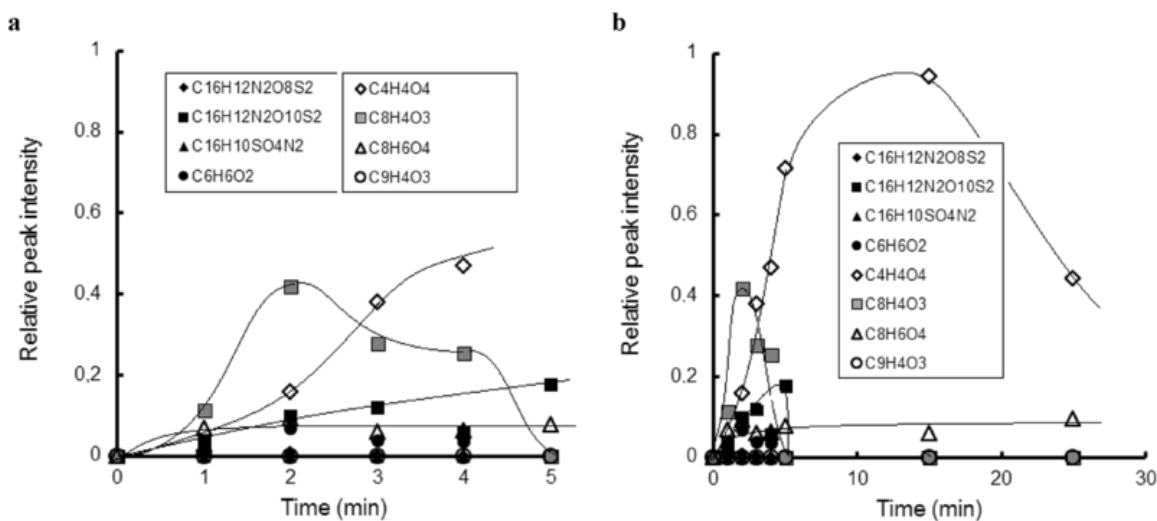 a
1
0.8
0.6
0.4
0.2
0
Relative peak intensity
C16H12N2O8S2
C16H12N2O10S2
C16H10SO4N2
C6H6O2
C4H4O4
C8H4O3
C8H6O4
C9H4O3
0 1 2 3 4 5
Time (min)
b
1
0.8
0.6
0.4
0.2
0
Relative peak intensity
C16H12N2O8S2
C16H12N2O10S2
C16H10SO4N2
C6H6O2
C4H4O4
C8H4O3
C8H6O4
C9H4O3
0 10 20 30
Time (min)